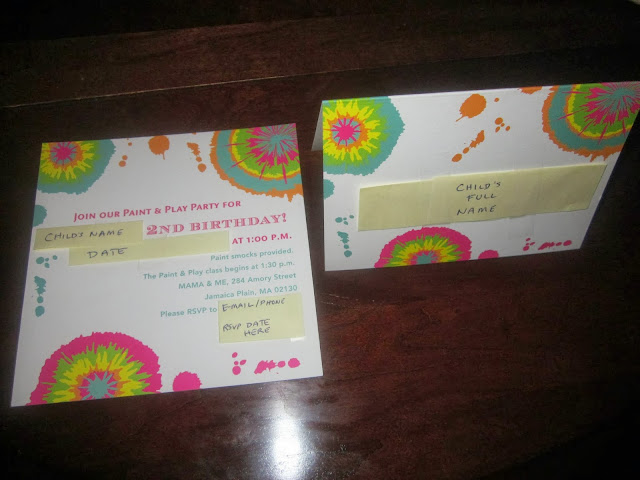 JOIN OUR PAINT & PLAY PARTY FOR
CHILD'S NAME 2ND BIRTHDAY!
DATE AT 1:00 P.M.
Paint smocks provided.
The Paint & Play class begins at 1:30 p.m.
MAMA & ME, 284 Amory Street
Jamaica Plain, MA 02130
Please RSVP to E-MAIL/PHONE
RSVP DATE
HERE
CHILD'S
FULL
NAME